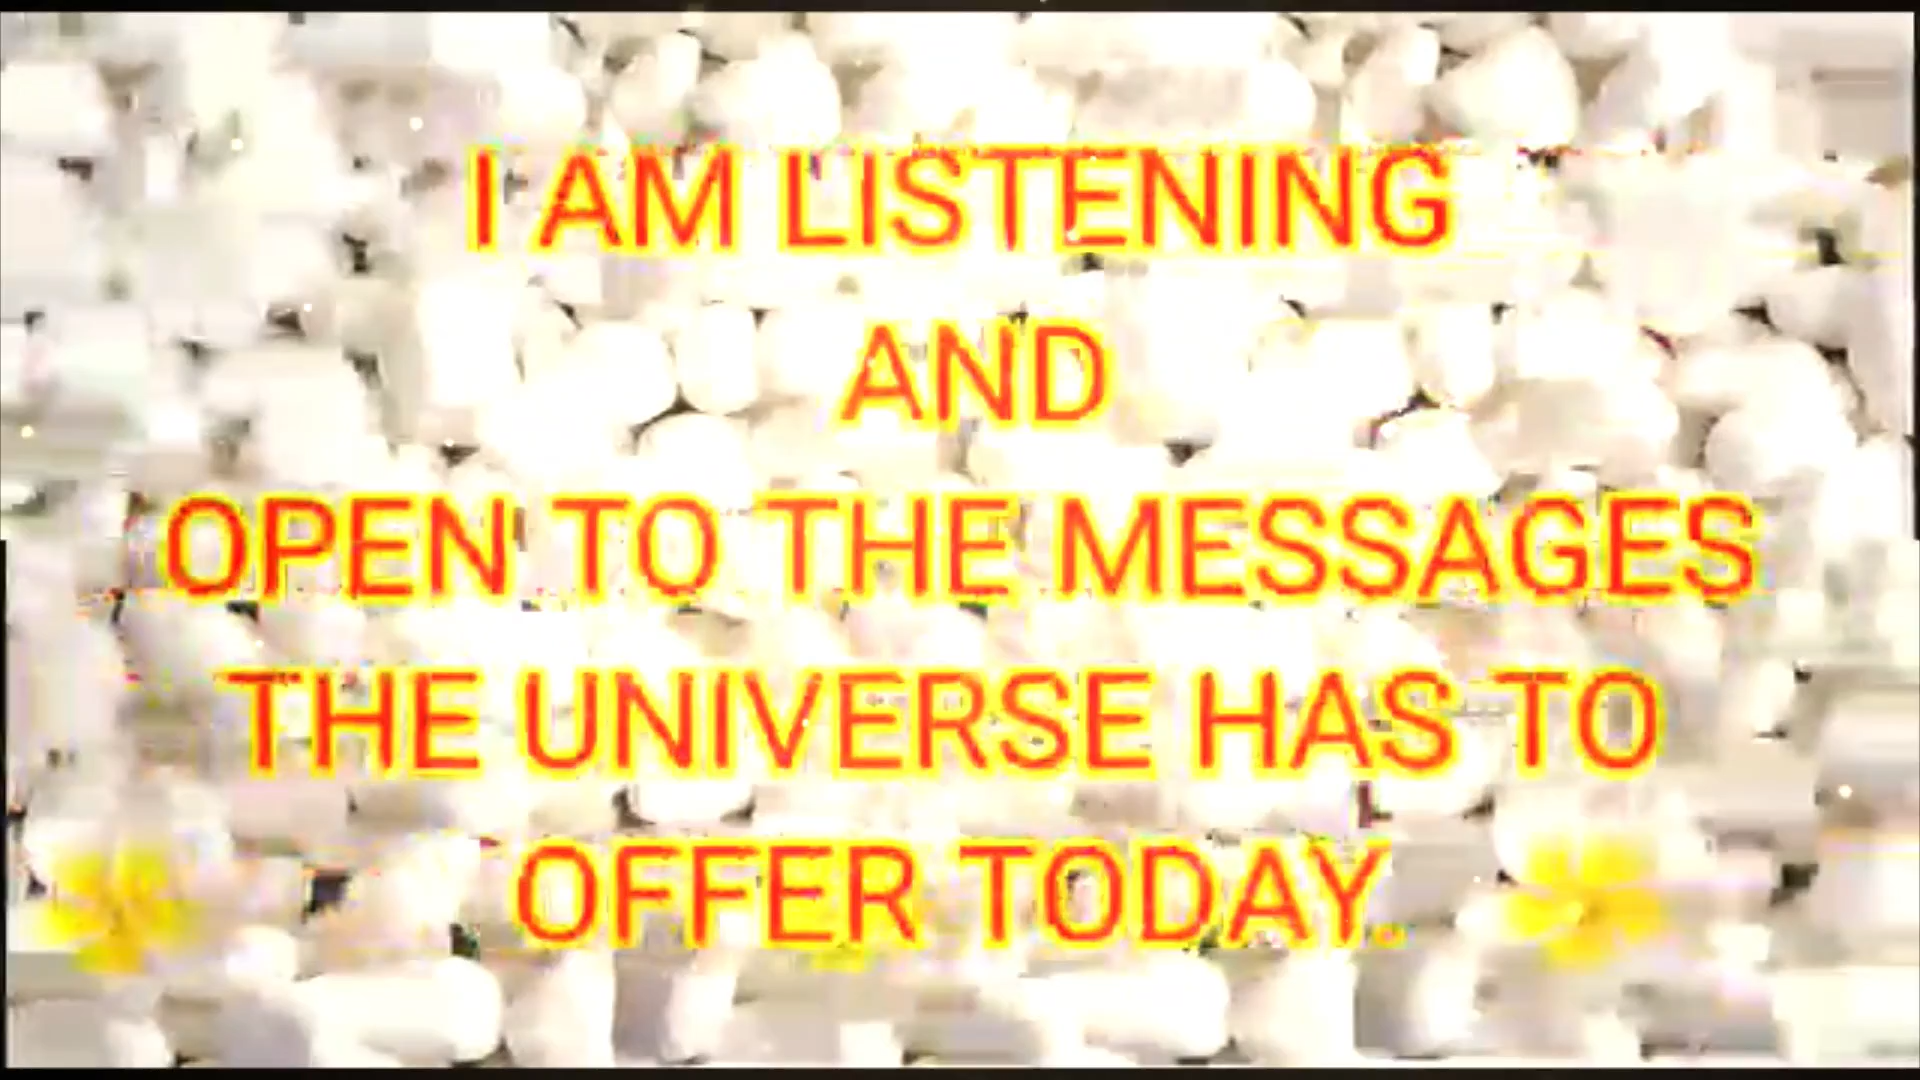 I AM LISTENING
AND
OPEN TO THE MESSAGES
THE UNIVERSE HAS TO
OFFER TODAY.